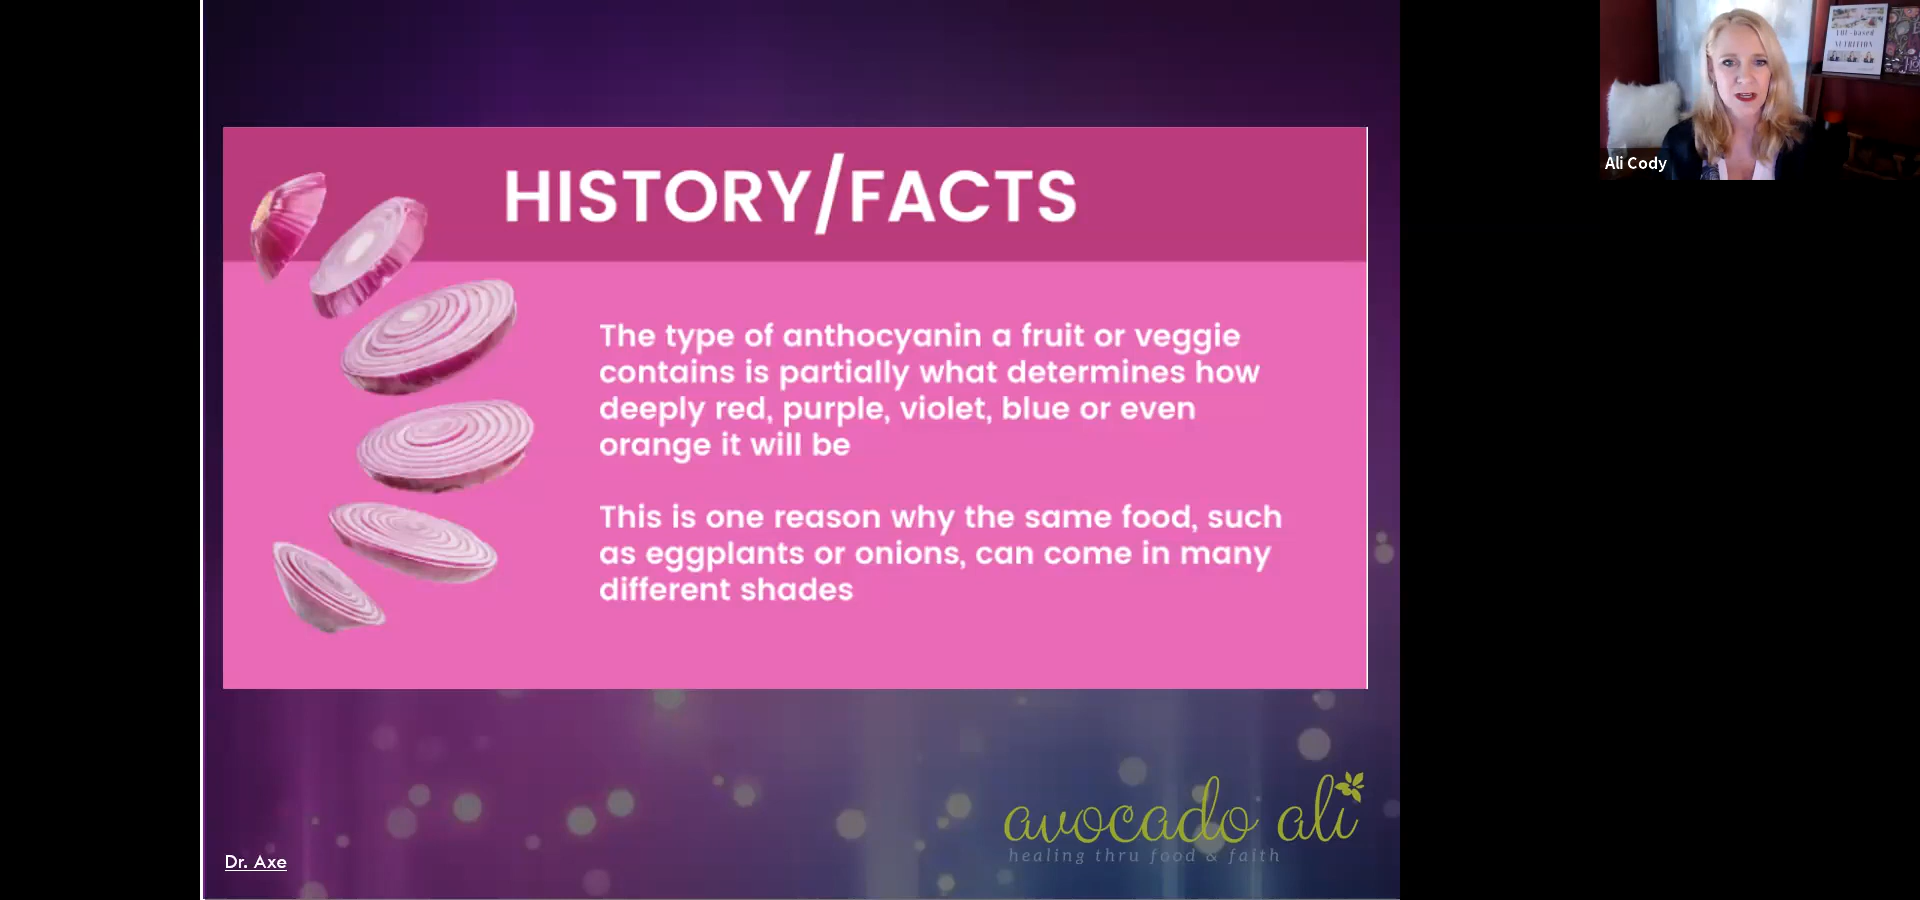 HISTORY/FACTS
The type of anthocyanin a fruit or veggie
contains is partially what determines how
deeply red, purple, violet, blue or even
orange it will be
This is one reason why the same food, such
as eggplants or onions, can come in many
different shades
avocado ali
healing thru food & faith
Dr. Axe
Ali Cody
NUTRITION